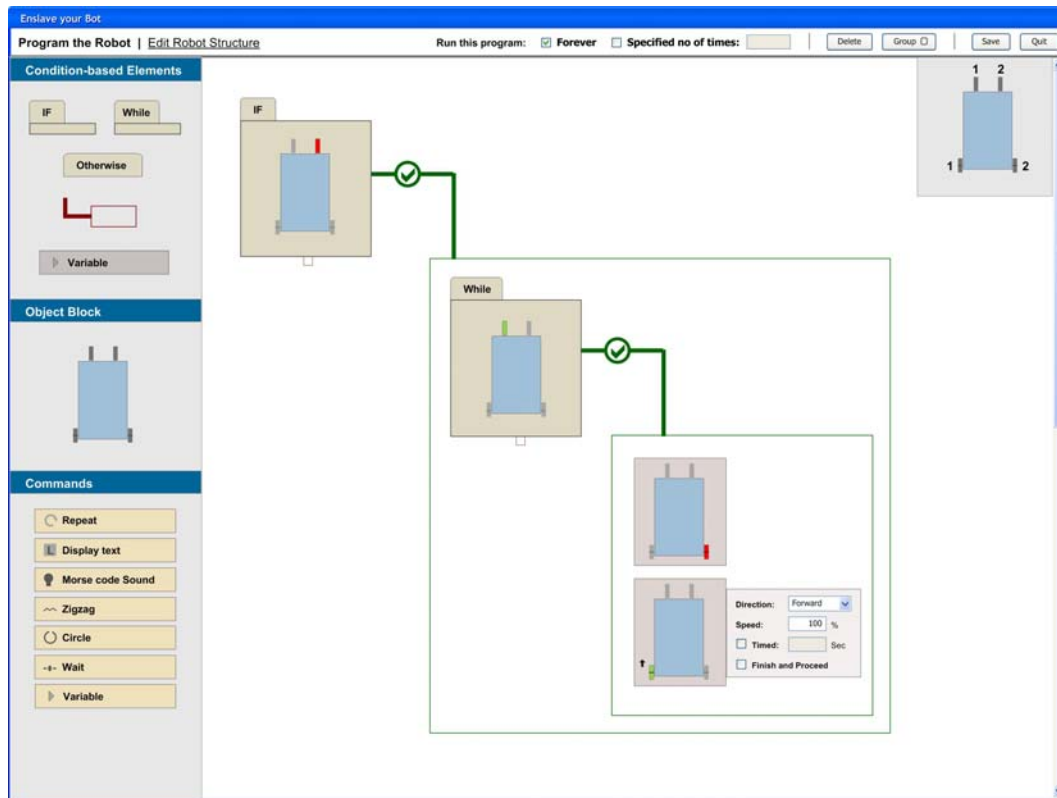 Enslave your Bot
Program the Robot | Edit Robot Structure
Run this program: Forever Specified no of times:
Delete
Group
Save
Quit
Condition-based Elements
IF
While
Otherwise
Variable
Object Block
Commands
Repeat
L Display text
Morse code Sound
Zigzag
Circle
Wait
Variable
IF
While
Direction: Forward
Speed: 100 %
Timed: Sec
Finish and Proceed
1 2
1 2